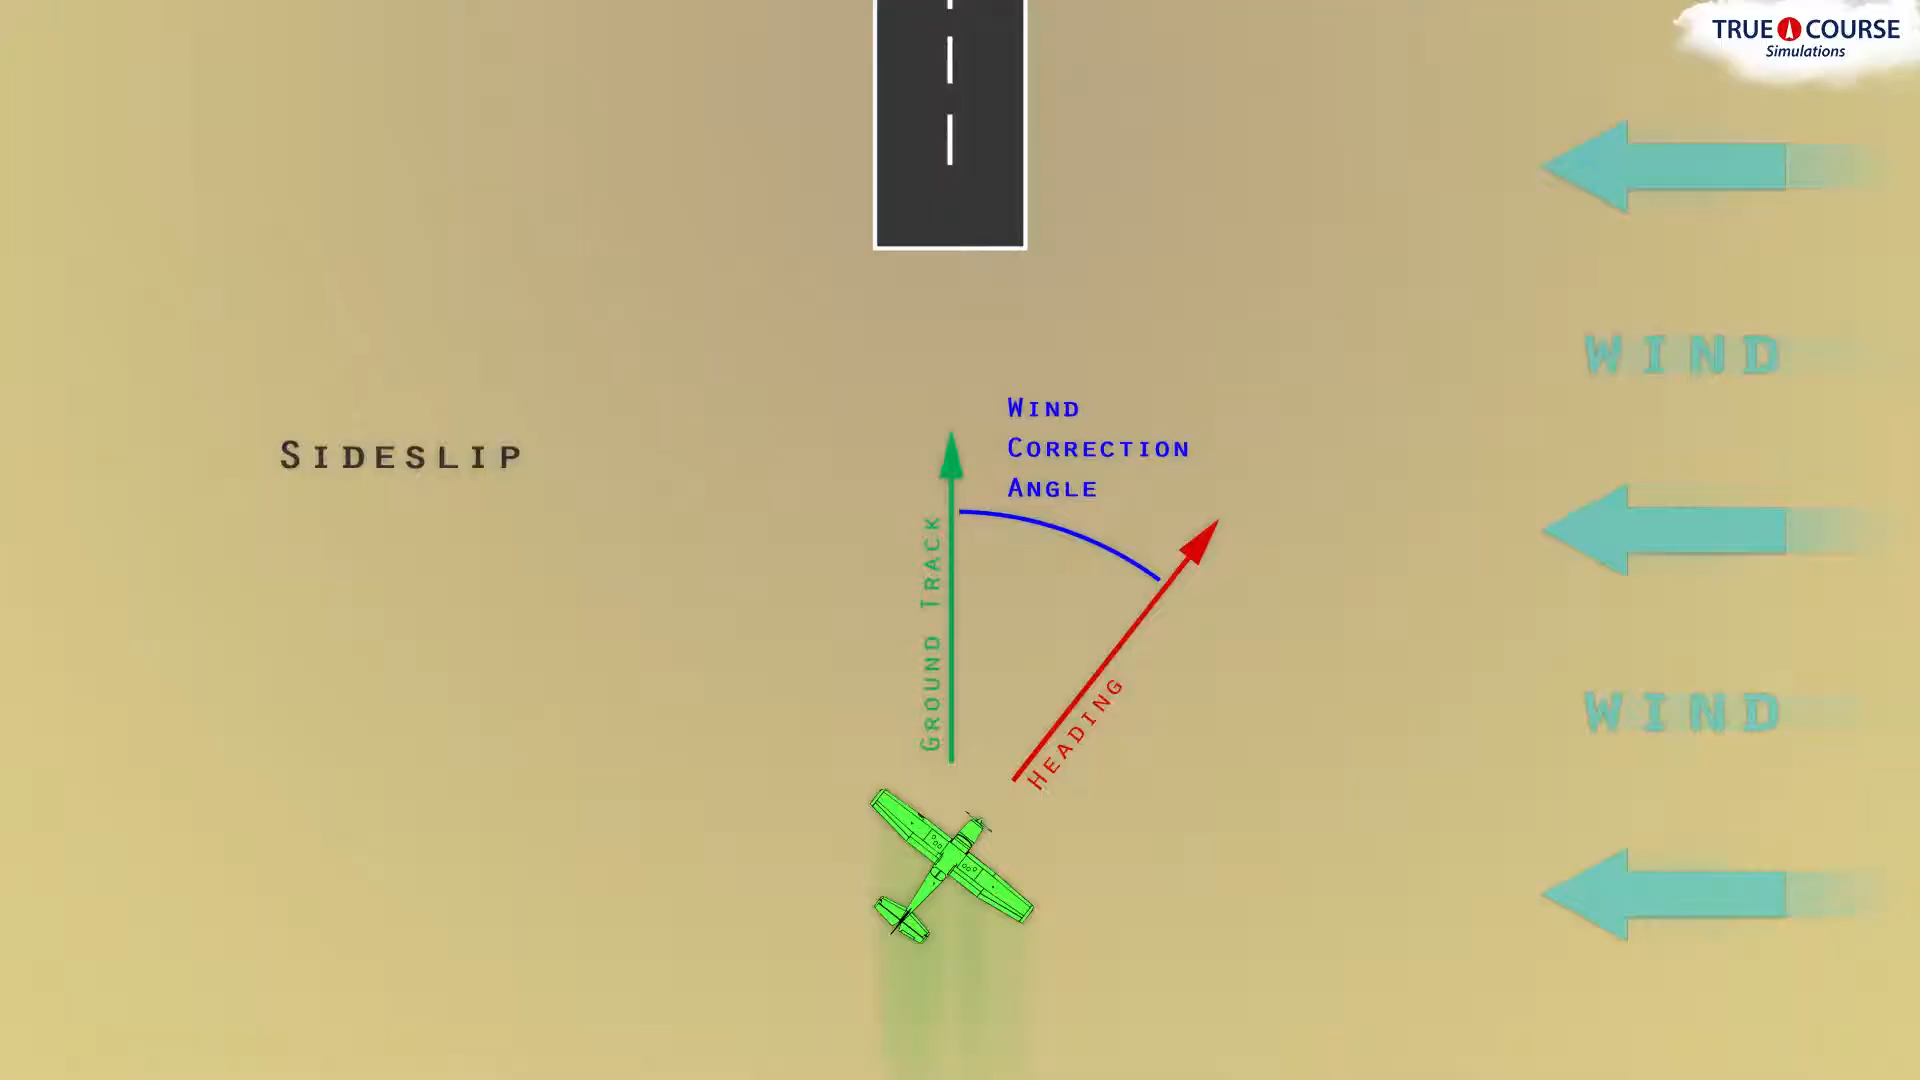 TRUE COURSE
Simulations
WIND
WIND
CORRECTION
ANGLE
SIDESLIP
GROUND TRACK
HEADING
WIND